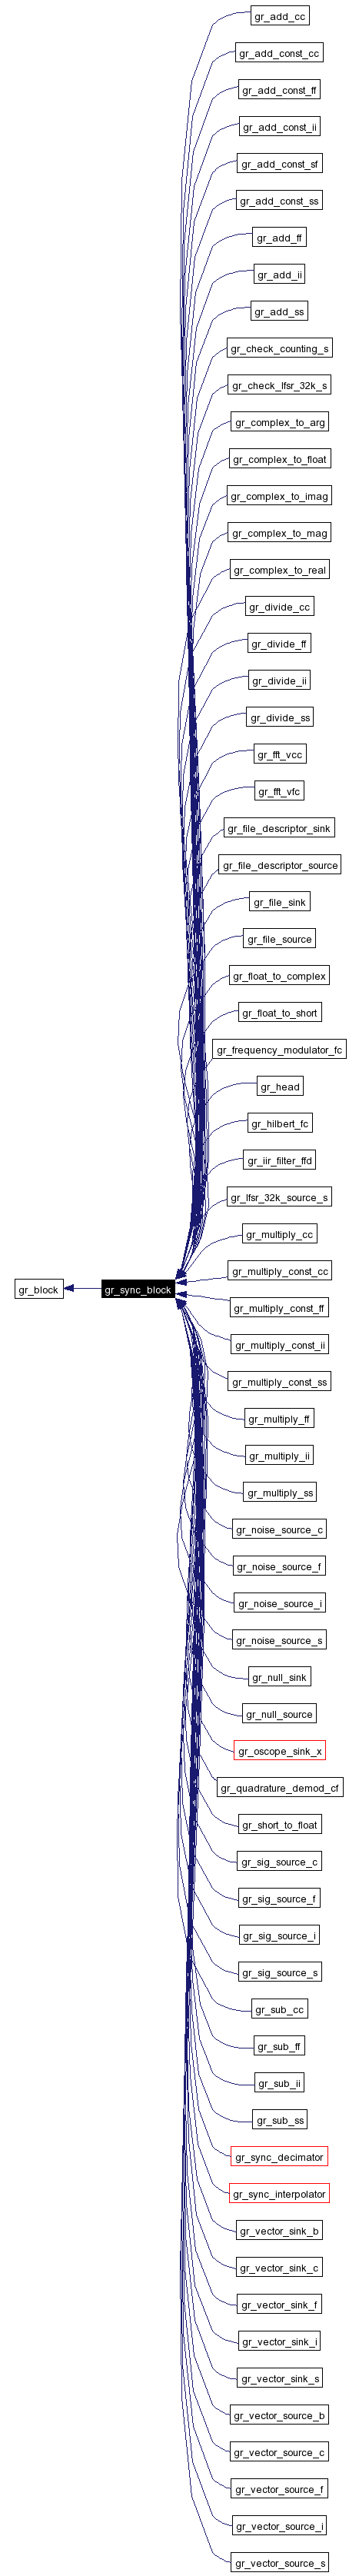 gr_add_cc
gr_add_const_cc
gr_add_const_ff
gr_add_const_ii
gr_add_const_sf
gr_add_const_ss
gr_add_ff
gr_add_ii
gr_add_ss
gr_check_counting_s
gr_check_lfsr_32k_s
gr_complex_to_arg
gr_complex_to_float
gr_complex_to_imag
gr_complex_to_mag
gr_complex_to_real
gr_divide_cc
gr_divide_ff
gr_divide_ii
gr_divide_ss
gr_fft_vcc
gr_fft_vfc
gr_file_descriptor_sink
gr_file_descriptor_source
gr_file_sink
gr_file_source
gr_float_to_complex
gr_float_to_short
gr_frequency_modulator_fc
gr_head
gr_hilbert_fc
gr_iir_filter_ffd
gr_lfsr_32k_source_s
gr_multiply_cc
gr_multiply_const_cc
gr_block
gr_sync_block
gr_multiply_const_ff
gr_multiply_const_ii
gr_multiply_const_ss
gr_multiply_ff
gr_multiply_ii
gr_multiply_ss
gr_noise_source_c
gr_noise_source_f
gr_noise_source_i
gr_noise_source_s
gr_null_sink
gr_null_source
gr_oscope_sink_x
gr_quadrature_demod_cf
gr_short_to_float
gr_sig_source_c
gr_sig_source_f
gr_sig_source_i
gr_sig_source_s
gr_sub_cc
gr_sub_ff
gr_sub_ii
gr_sub_ss
gr_sync_decimator
gr_sync_interpolator
gr_vector_sink_b
gr_vector_sink_c
gr_vector_sink_f
gr_vector_sink_i
gr_vector_sink_s
gr_vector_source_b
gr_vector_source_c
gr_vector_source_f
gr_vector_source_i
gr_vector_source_s